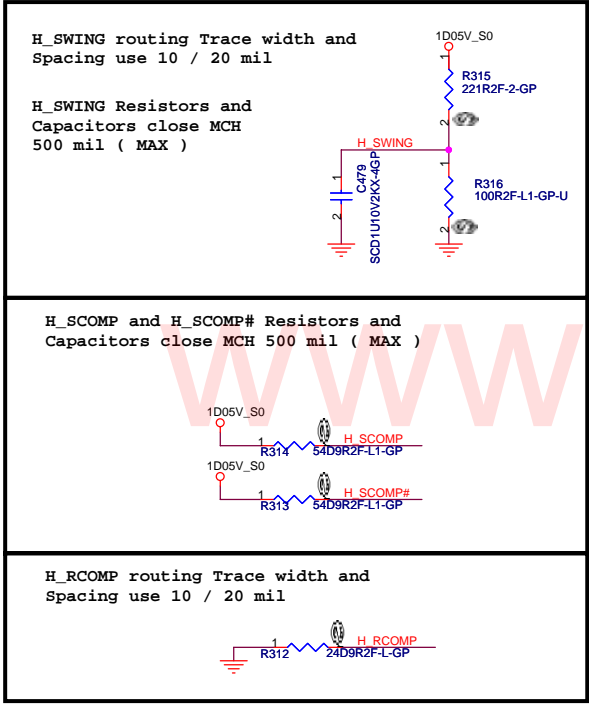 H_SWING routing Trace width and
Spacing use 10 / 20 mil
H_SWING Resistors and
Capacitors close MCH
500 mil ( MAX )
1D05V_S0
1
R315
221R2F-2-GP
2
H_SWING
1
C479
SCD1U10V2KX-4GP
2
1
R316
100R2F-L1-GP-U
2
H_SCOMP and H_SCOMP# Resistors and
Capacitors close MCH 500 mil ( MAX )
WWW
1D05V_S0
1
H_SCOMP
R314
54D9R2F-L1-GP
1D05V_S0
1
H_SCOMP#
R313
54D9R2F-L1-GP
H_RCOMP routing Trace width and
Spacing use 10 / 20 mil
1
H_RCOMP
R312
24D9R2F-L-GP